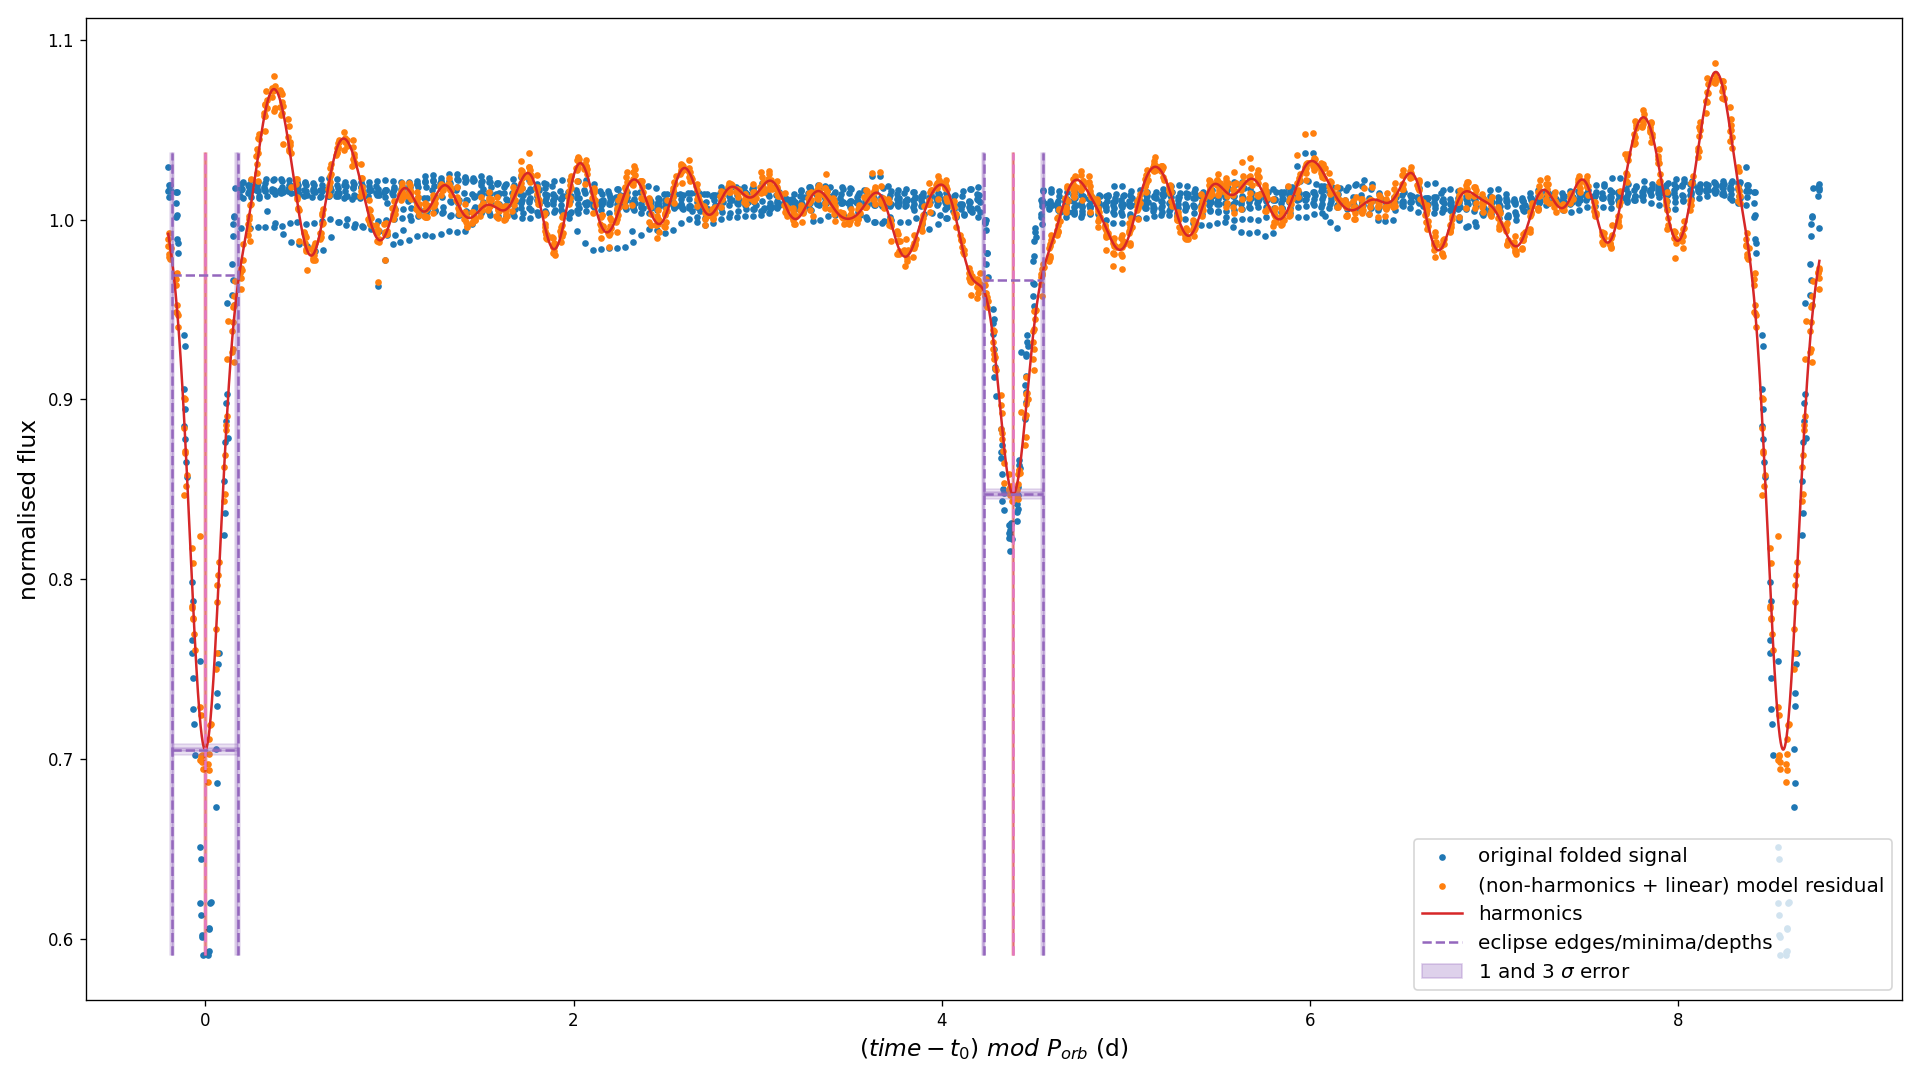 1.1
1.0
0.9
0.8
0.7
0.6
normalised flux
0 2 4 6 8
(time − t₀) mod P_orb (d)
original folded signal
(non-harmonics + linear) model residual
harmonics
eclipse edges/minima/depths
1 and 3 σ error